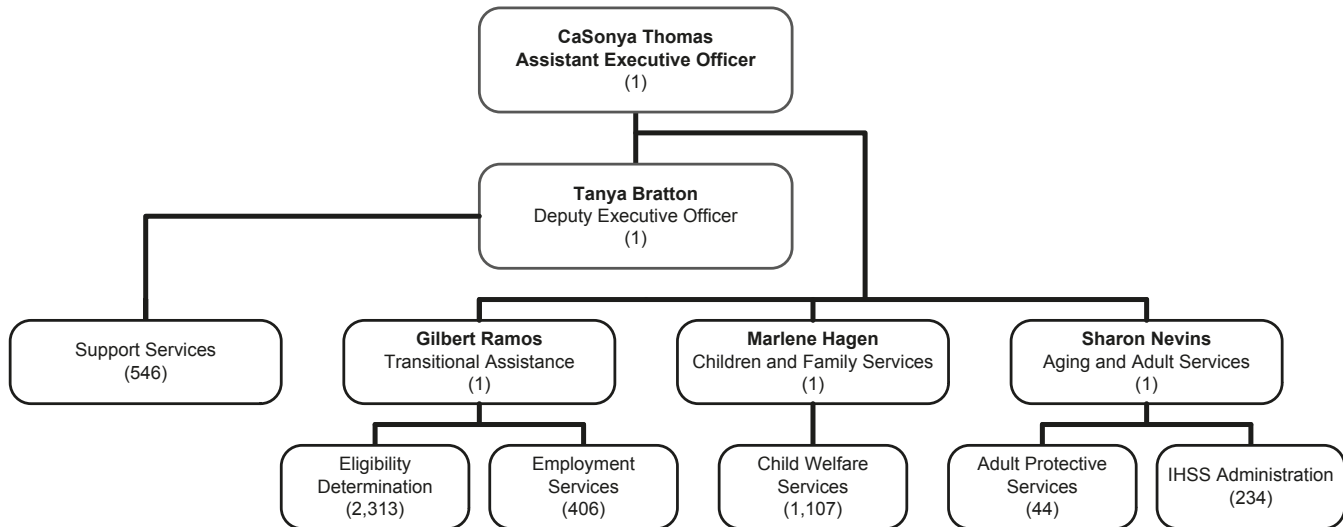 CaSonya Thomas
Assistant Executive Officer
(1)
Tanya Bratton
Deputy Executive Officer
(1)
Support Services
(546)
Gilbert Ramos
Transitional Assistance
(1)
Marlene Hagen
Children and Family Services
(1)
Sharon Nevins
Aging and Adult Services
(1)
Eligibility
Determination
(2,313)
Employment
Services
(406)
Child Welfare
Services
(1,107)
Adult Protective
Services
(44)
IHSS Administration
(234)